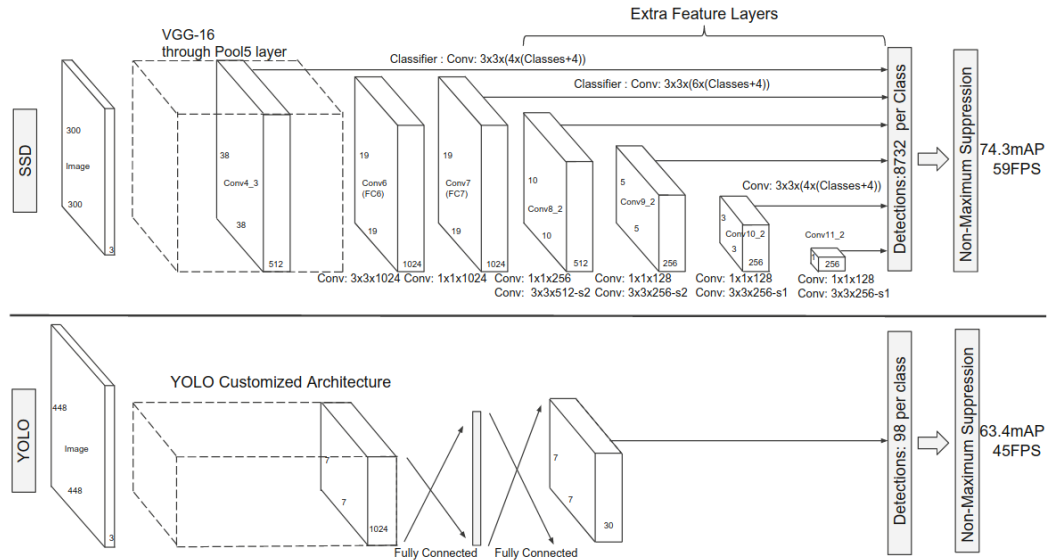 Extra Feature Layers
VGG-16
through Pool5 layer
Classifier : Conv: 3x3x(4x(Classes+4))
Classifier : Conv: 3x3x(6x(Classes+4))
SSD
300
Image
300
3
38
Conv4_3
38
512
19
Conv6
(FC6)
19
1024
19
Conv7
(FC7)
19
1024
10
Conv8_2
10
512
5
Conv9_2
5
256
Conv: 3x3x(4x(Classes+4))
3
Conv10_2
3
256
Conv11_2
1
256
Conv: 3x3x1024
Conv: 1x1x1024
Conv: 1x1x256
Conv: 3x3x512-s2
Conv: 1x1x128
Conv: 3x3x256-s2
Conv: 1x1x128
Conv: 3x3x256-s1
Conv: 1x1x128
Conv: 3x3x256-s1
Detections:8732 per Class
Non-Maximum Suppression
74.3mAP
59FPS
YOLO
448
Image
448
3
YOLO Customized Architecture
7
7
1024
Fully Connected
Fully Connected
7
7
30
Detections: 98 per class
Non-Maximum Suppression
63.4mAP
45FPS